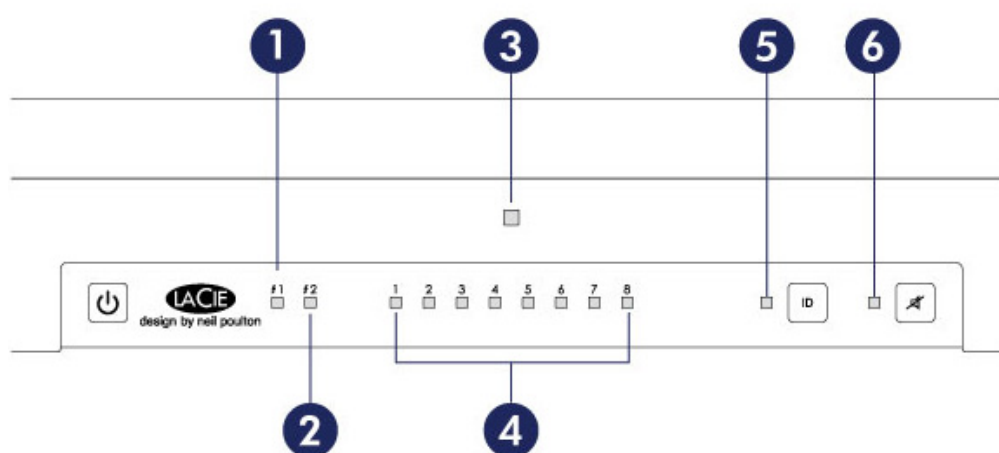 1 3 5 6
⚡1 ⚡2 1 2 3 4 5 6 7 8
LACIE ID
design by neil poulton
2 4